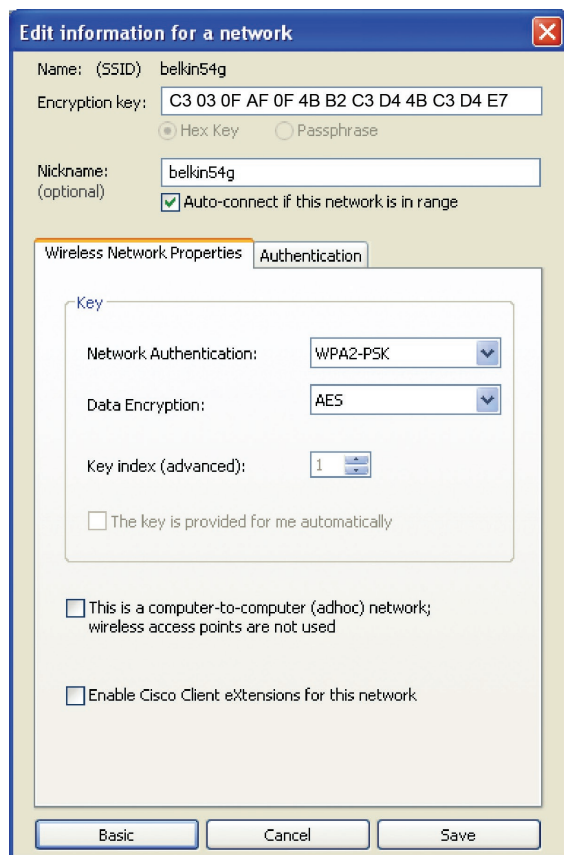 Edit information for a network
Name: (SSID) belkin54g
Encryption key: C3 03 0F AF 0F 4B B2 C3 D4 4B C3 D4 E7
Hex Key Passphrase
Nickname: belkin54g
(optional)
Auto-connect if this network is in range
Wireless Network Properties Authentication
Key
Network Authentication: WPA2-PSK
Data Encryption: AES
Key index (advanced): 1
The key is provided for me automatically
This is a computer-to-computer (adhoc) network;
wireless access points are not used
Enable Cisco Client eXtensions for this network
Basic Cancel Save